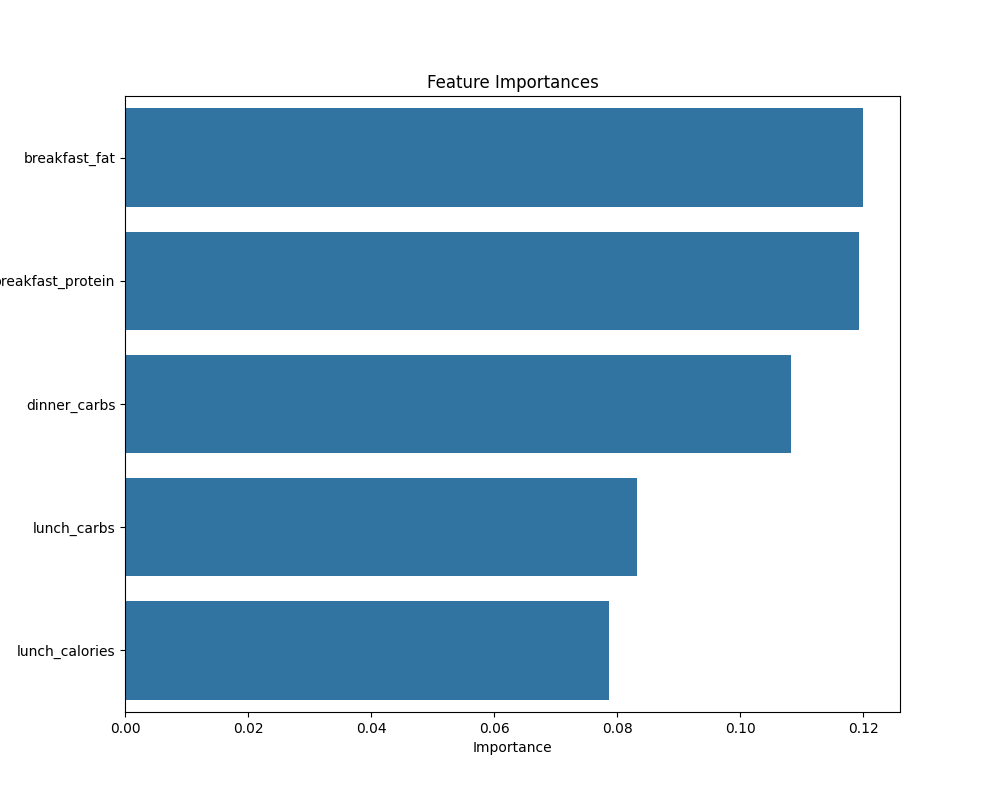 Feature Importances
breakfast_fat
breakfast_protein
dinner_carbs
lunch_carbs
lunch_calories
0.00 0.02 0.04 0.06 0.08 0.10 0.12
Importance